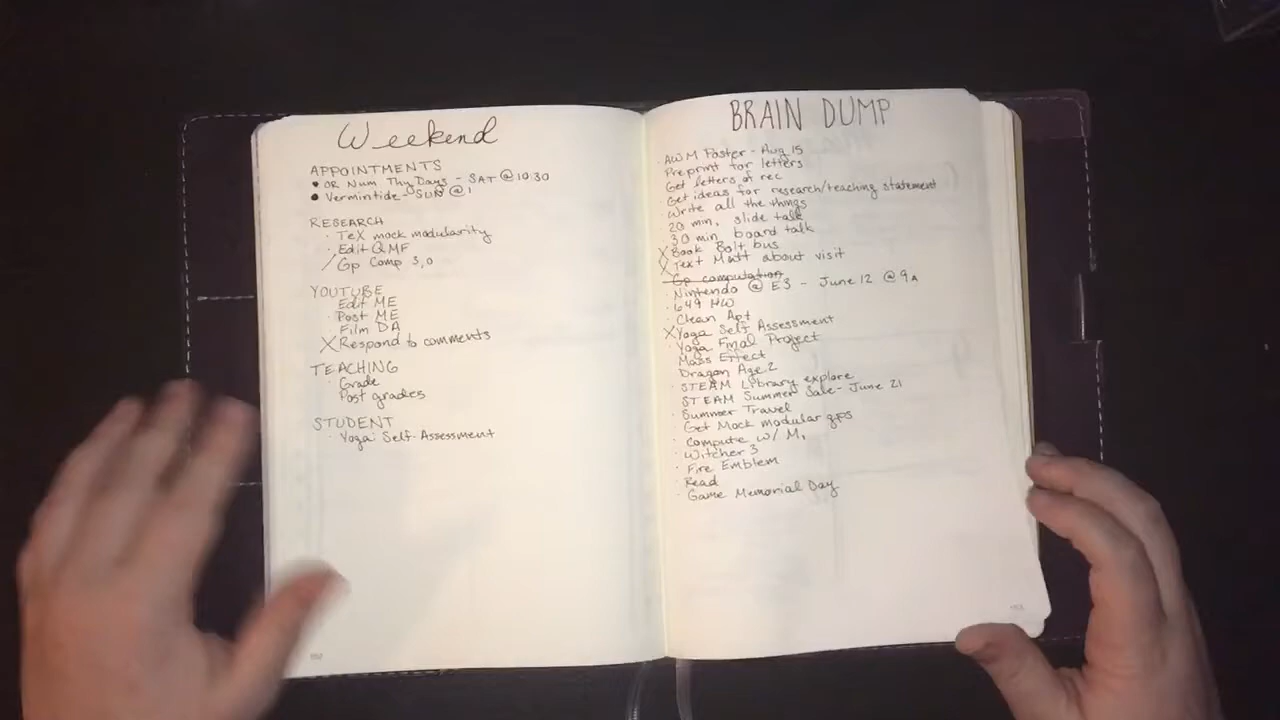 Weekend
APPOINTMENTS
• OR Num Thy Days - SAT @ 10:30
• Vermintide - SUN @ 1
RESEARCH
· TeX mock modularity
· Edit QMF
/ Gp Comp 3,0
YOUTUBE
· Edit ME
· Post ME
· Film DA
X Respond to comments
TEACHING
· Grade
· Post grades
STUDENT
· Yoga Self-Assessment
BRAIN DUMP
· AWM Poster - Aug 15
· Preprint for letters
· Get letters of rec
· Get ideas for research/teaching statement
· Write all the things
· 20 min, slide talk
· 30 min board talk
X Book Bolt bus
X Text Matt about visit
X Gp computation
· Nintendo @ E3 - June 12 @ 9A
· 649 HW
· Clean Apt
X Yoga Self Assessment
· Yoga Final Project
· Mass Effect
· Dragon Age 2
· STEAM Library explore
· STEAM Summer Sale - June 21
· Summer Travel
· Get Mock modular gps
· Compute w/ M,
· Witcher 3
· Fire Emblem
· Read
· Game Memorial Day